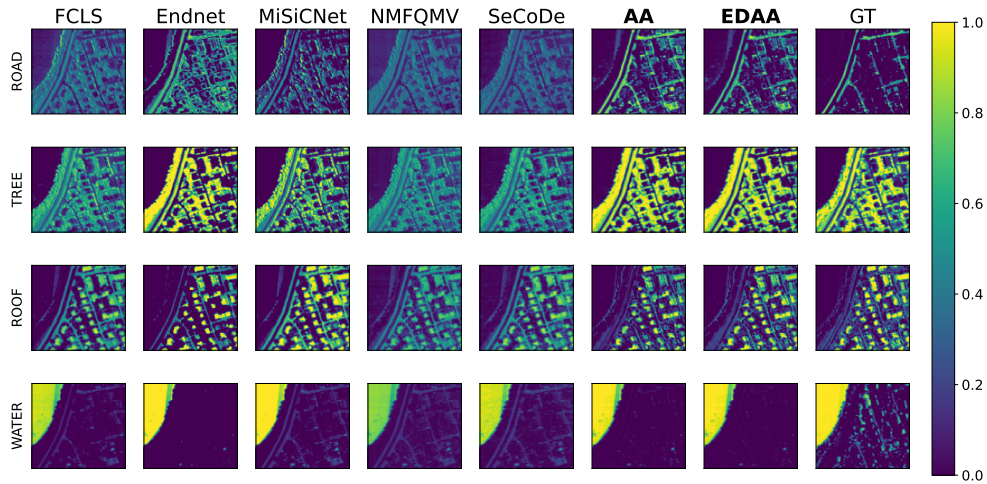 FCLS Endnet MiSiCNet NMFQMV SeCoDe AA EDAA GT
ROAD
TREE
ROOF
WATER
1.0
0.8
0.6
0.4
0.2
0.0